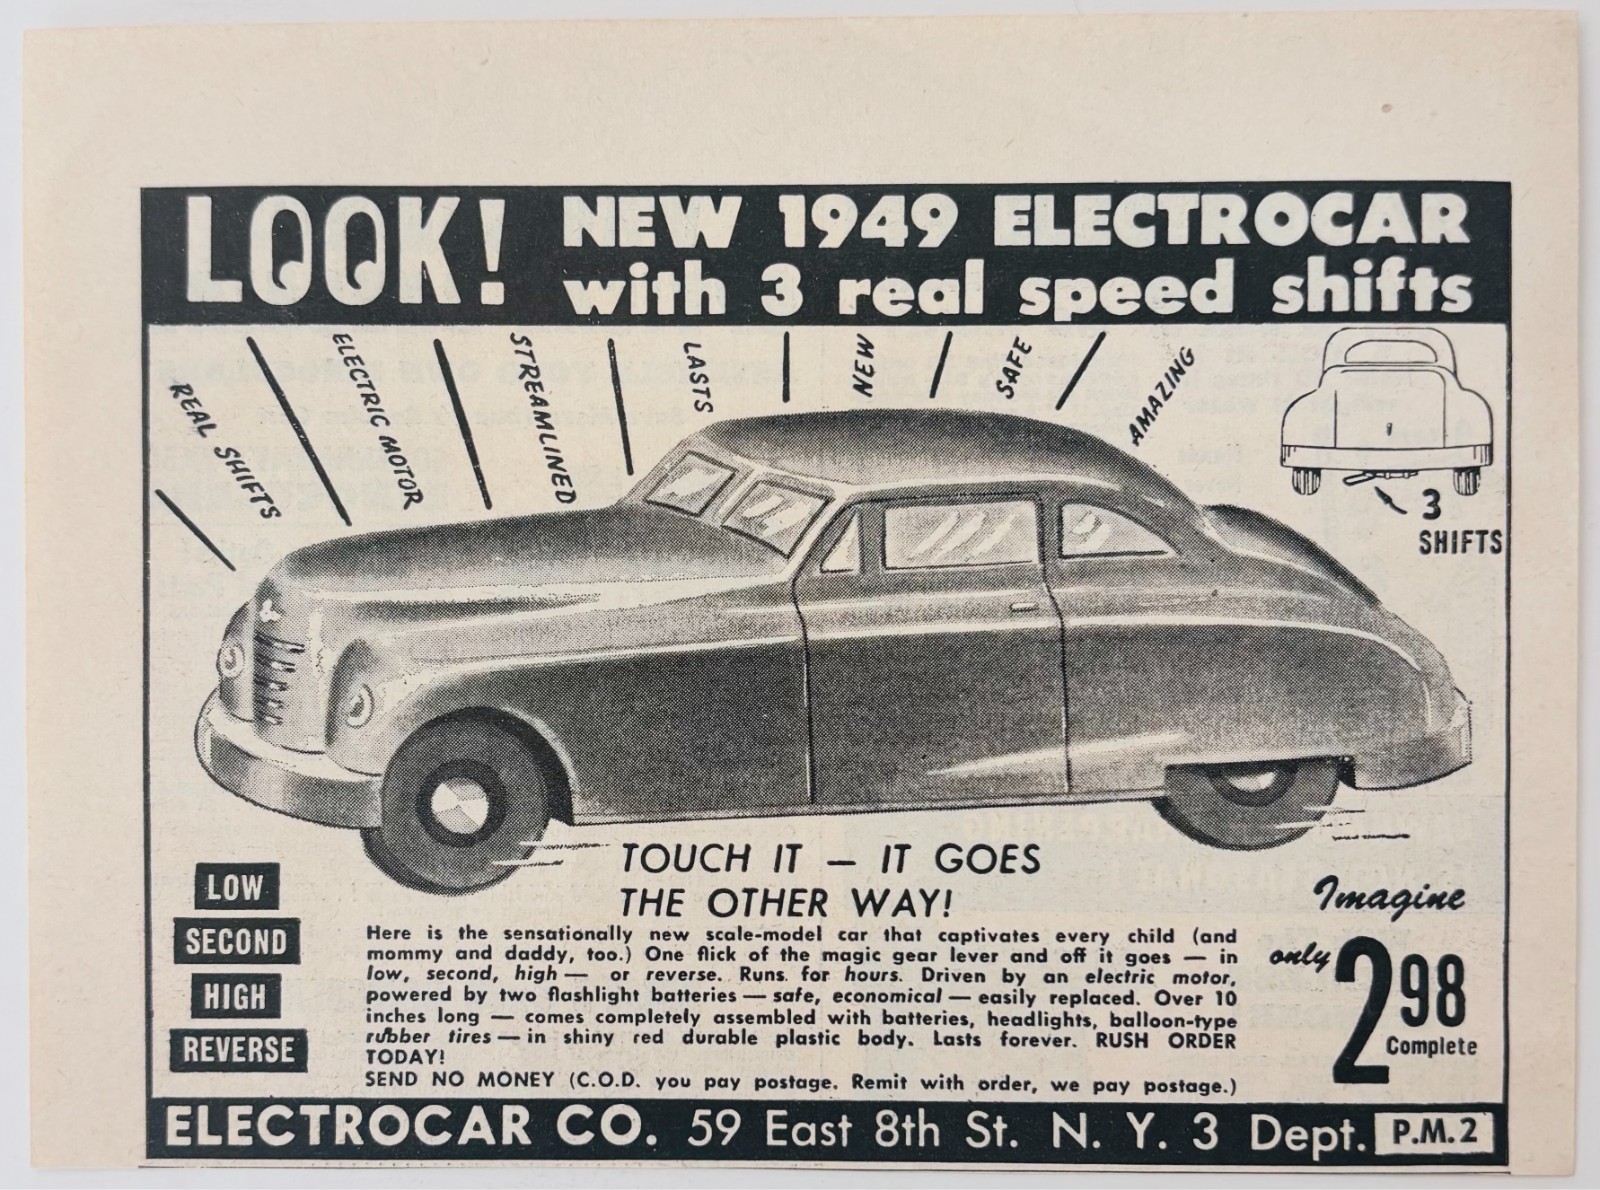 LOOK!
NEW 1949 ELECTROCAR
with 3 real speed shifts
REAL SHIFTS
ELECTRIC MOTOR
STREAMLINED
LASTS
NEW
SAFE
AMAZING
3
SHIFTS
TOUCH IT — IT GOES
THE OTHER WAY!
LOW
SECOND
HIGH
REVERSE
Here is the sensationally new scale-model car that captivates every child (and
mommy and daddy, too.) One flick of the magic gear lever and off it goes — in
low, second, high — or reverse. Runs for hours. Driven by an electric motor,
powered by two flashlight batteries — safe, economical — easily replaced. Over 10
inches long — comes completely assembled with batteries, headlights, balloon-type
rubber tires — in shiny red durable plastic body. Lasts forever. RUSH ORDER
TODAY!
SEND NO MONEY (C.O.D. you pay postage. Remit with order, we pay postage.)
Imagine
only 2 98
Complete
ELECTROCAR CO. 59 East 8th St. N. Y. 3 Dept. P.M.2